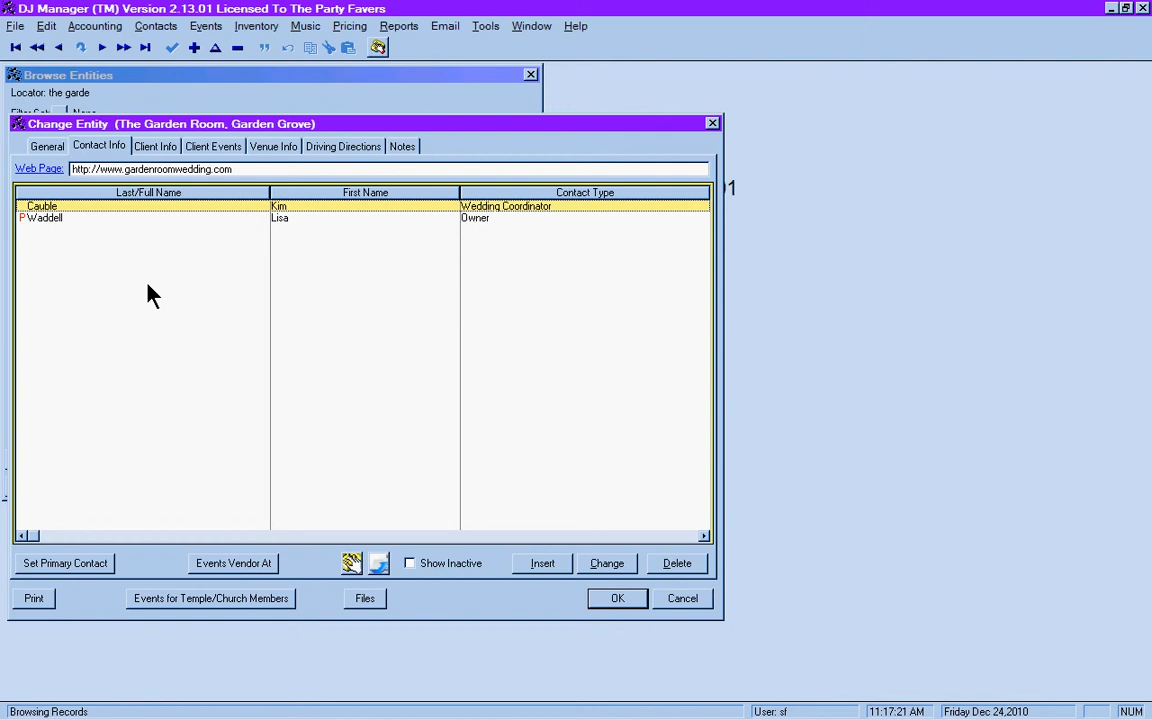 DJ Manager (TM) Version 2.13.01 Licensed To The Party Favers
File Edit Accounting Contacts Events Inventory Music Pricing Reports Email Tools Window Help
Browse Entities
Locator: the garde
Change Entity (The Garden Room, Garden Grove)
General Contact Info Client Info Client Events Venue Info Driving Directions Notes
Web Page: http://www.gardenroomwedding.com
Last/Full Name First Name Contact Type
Cauble Kim Wedding Coordinator
P Waddell Lisa Owner
Set Primary Contact Events Vendor At Show Inactive Insert Change Delete
Print Events for Temple/Church Members Files OK Cancel
Browsing Records User: sf 11:17:21 AM Friday Dec 24,2010 NUM